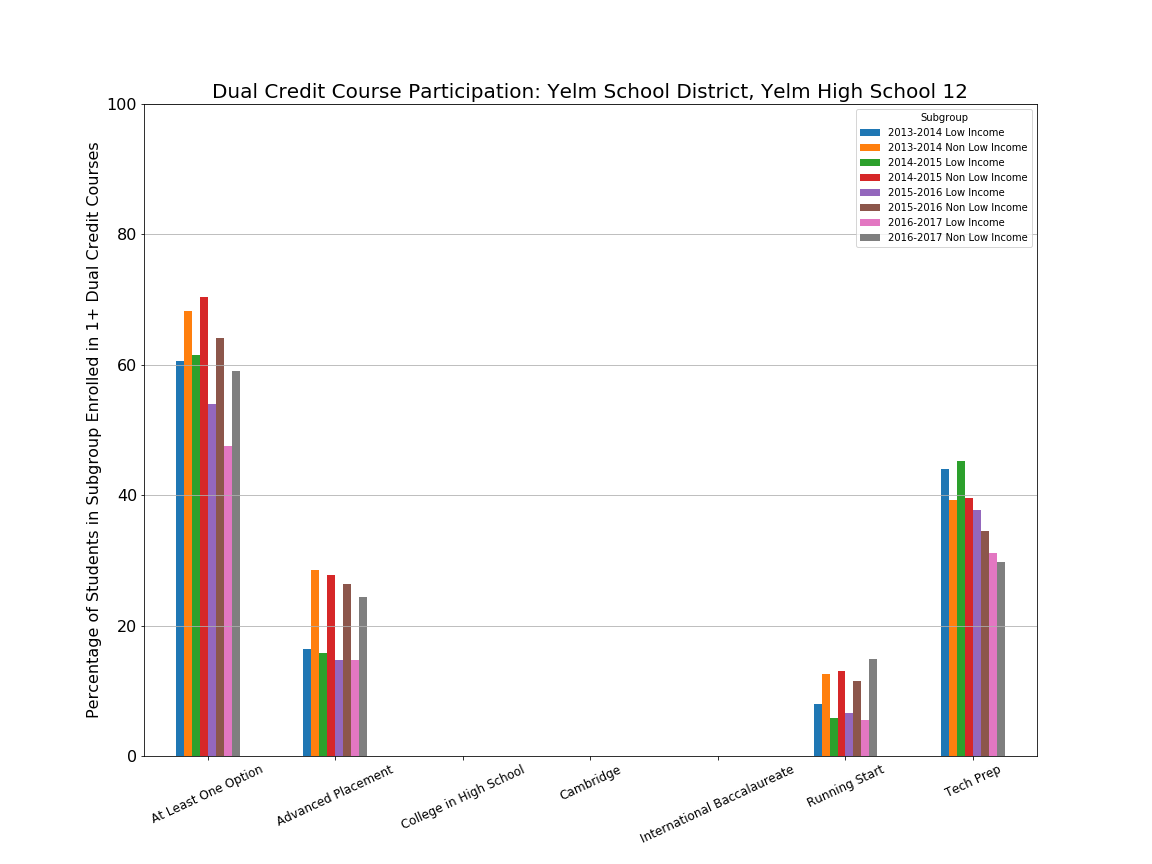 Dual Credit Course Participation: Yelm School District, Yelm High School 12
Percentage of Students in Subgroup Enrolled in 1+ Dual Credit Courses
100
80
60
40
20
0
Subgroup
2013-2014 Low Income
2013-2014 Non Low Income
2014-2015 Low Income
2014-2015 Non Low Income
2015-2016 Low Income
2015-2016 Non Low Income
2016-2017 Low Income
2016-2017 Non Low Income
At Least One Option
Advanced Placement
College in High School
Cambridge
International Baccalaureate
Running Start
Tech Prep